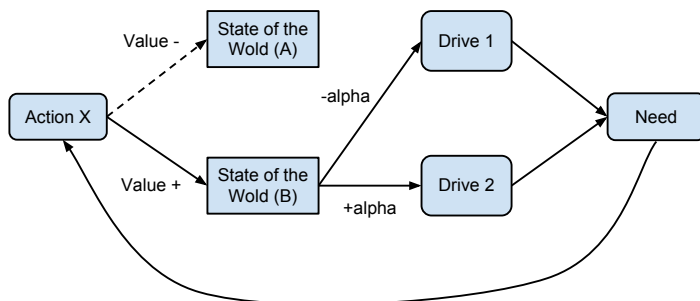 State of the
Wold (A)
Drive 1
Value -
-alpha
Action X
Need
State of the
Wold (B)
Drive 2
Value +
+alpha